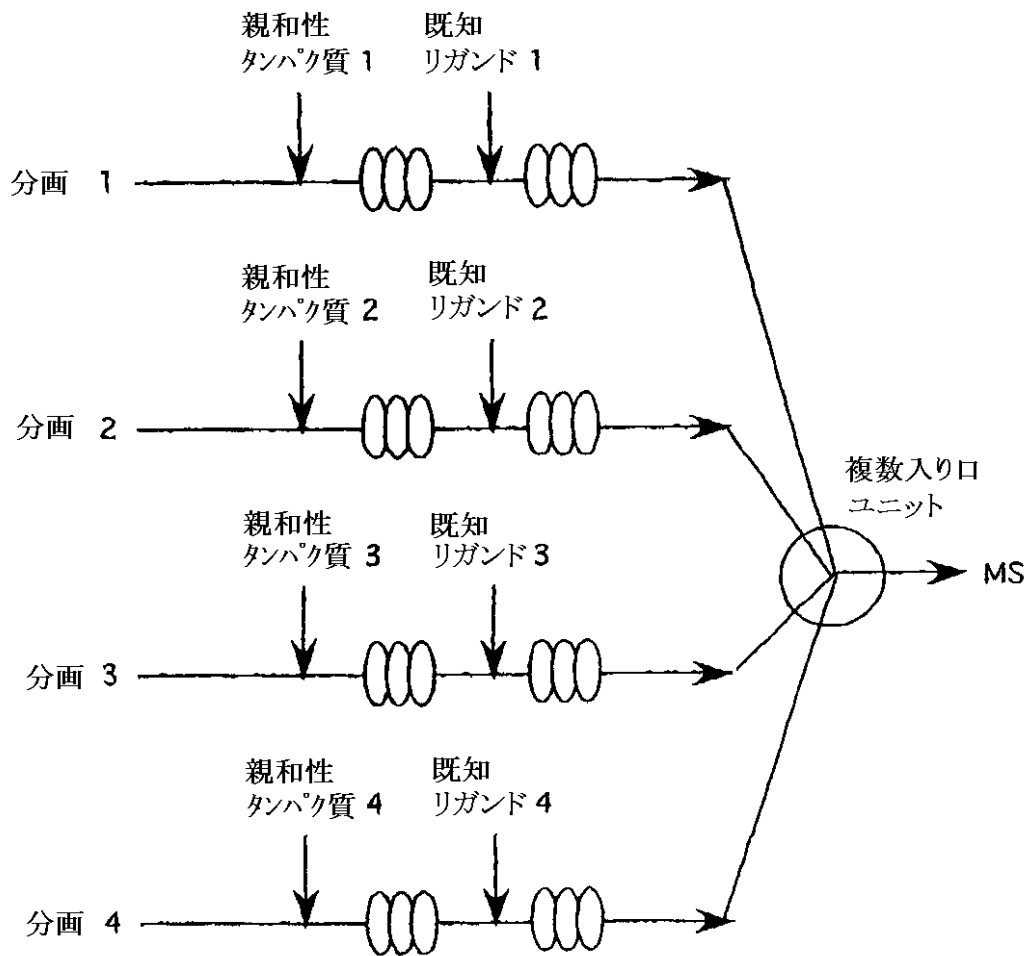 親和性
タンパク質 1
既知
リガンド 1
分画 1
親和性
タンパク質 2
既知
リガンド 2
分画 2
複数入り口
ユニット
MS
親和性
タンパク質 3
既知
リガンド 3
分画 3
親和性
タンパク質 4
既知
リガンド 4
分画 4